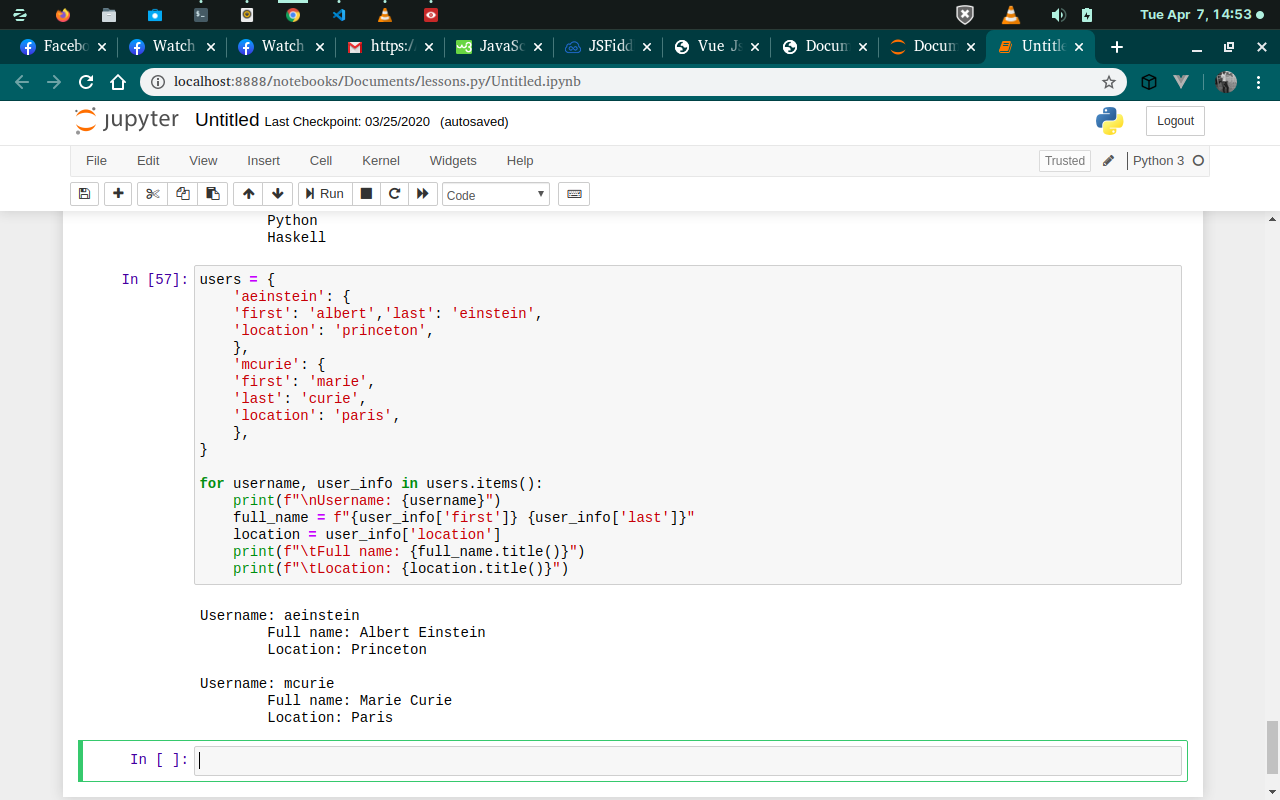 Tue Apr 7, 14:53
Facebo
Watch
Watch
https:/
JavaSc
JSFidd
Vue Js
Docum
Docum
Untitle
localhost:8888/notebooks/Documents/lessons.py/Untitled.ipynb
jupyter Untitled Last Checkpoint: 03/25/2020 (autosaved)
Logout
File Edit View Insert Cell Kernel Widgets Help
Trusted
Python 3
Run
Code
Python
Haskell
In [57]:
users = {
    'aeinstein': {
    'first': 'albert','last': 'einstein',
    'location': 'princeton',
    },
    'mcurie': {
    'first': 'marie',
    'last': 'curie',
    'location': 'paris',
    },
}
for username, user_info in users.items():
    print(f"\nUsername: {username}")
    full_name = f"{user_info['first']} {user_info['last']}"
    location = user_info['location']
    print(f"\tFull name: {full_name.title()}")
    print(f"\tLocation: {location.title()}")
Username: aeinstein
        Full name: Albert Einstein
        Location: Princeton
Username: mcurie
        Full name: Marie Curie
        Location: Paris
In [ ]: